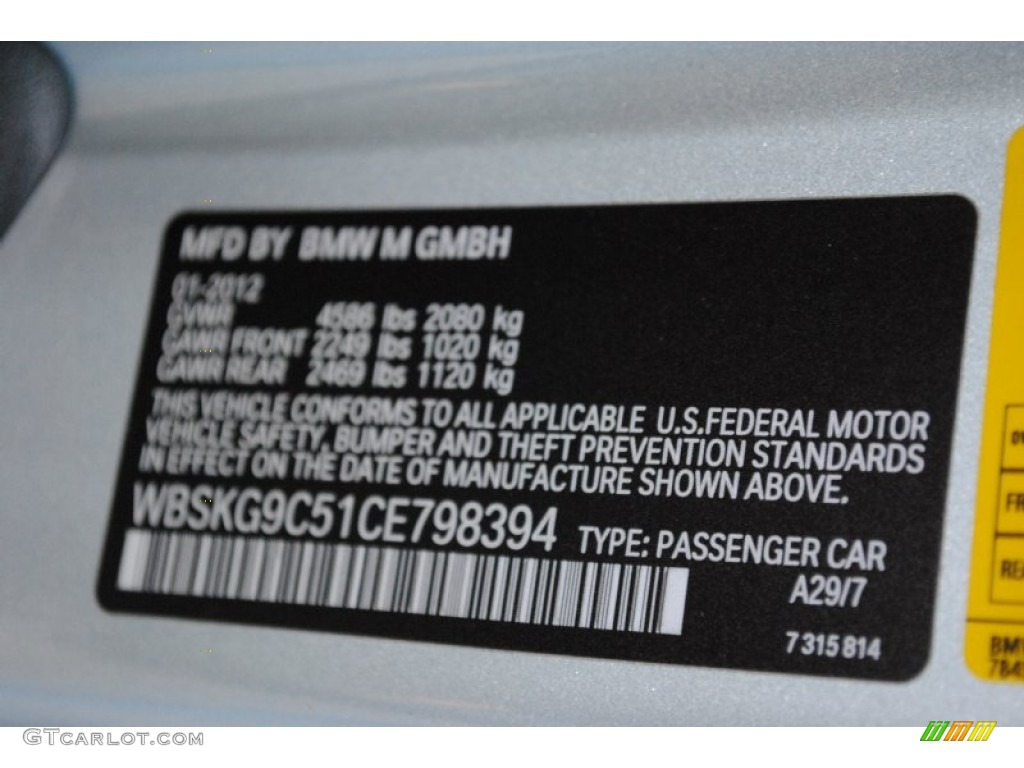 MFD BY BMW M GMBH
01-2012
GVWR 4586 lbs 2080 kg
GAWR FRONT 2249 lbs 1020 kg
GAWR REAR 2469 lbs 1120 kg
THIS VEHICLE CONFORMS TO ALL APPLICABLE U.S.FEDERAL MOTOR
VEHICLE SAFETY, BUMPER AND THEFT PREVENTION STANDARDS
IN EFFECT ON THE DATE OF MANUFACTURE SHOWN ABOVE.
WBSKG9C51CE798394 TYPE: PASSENGER CAR
A29/7
7 315 814
GTCARLOT.COM